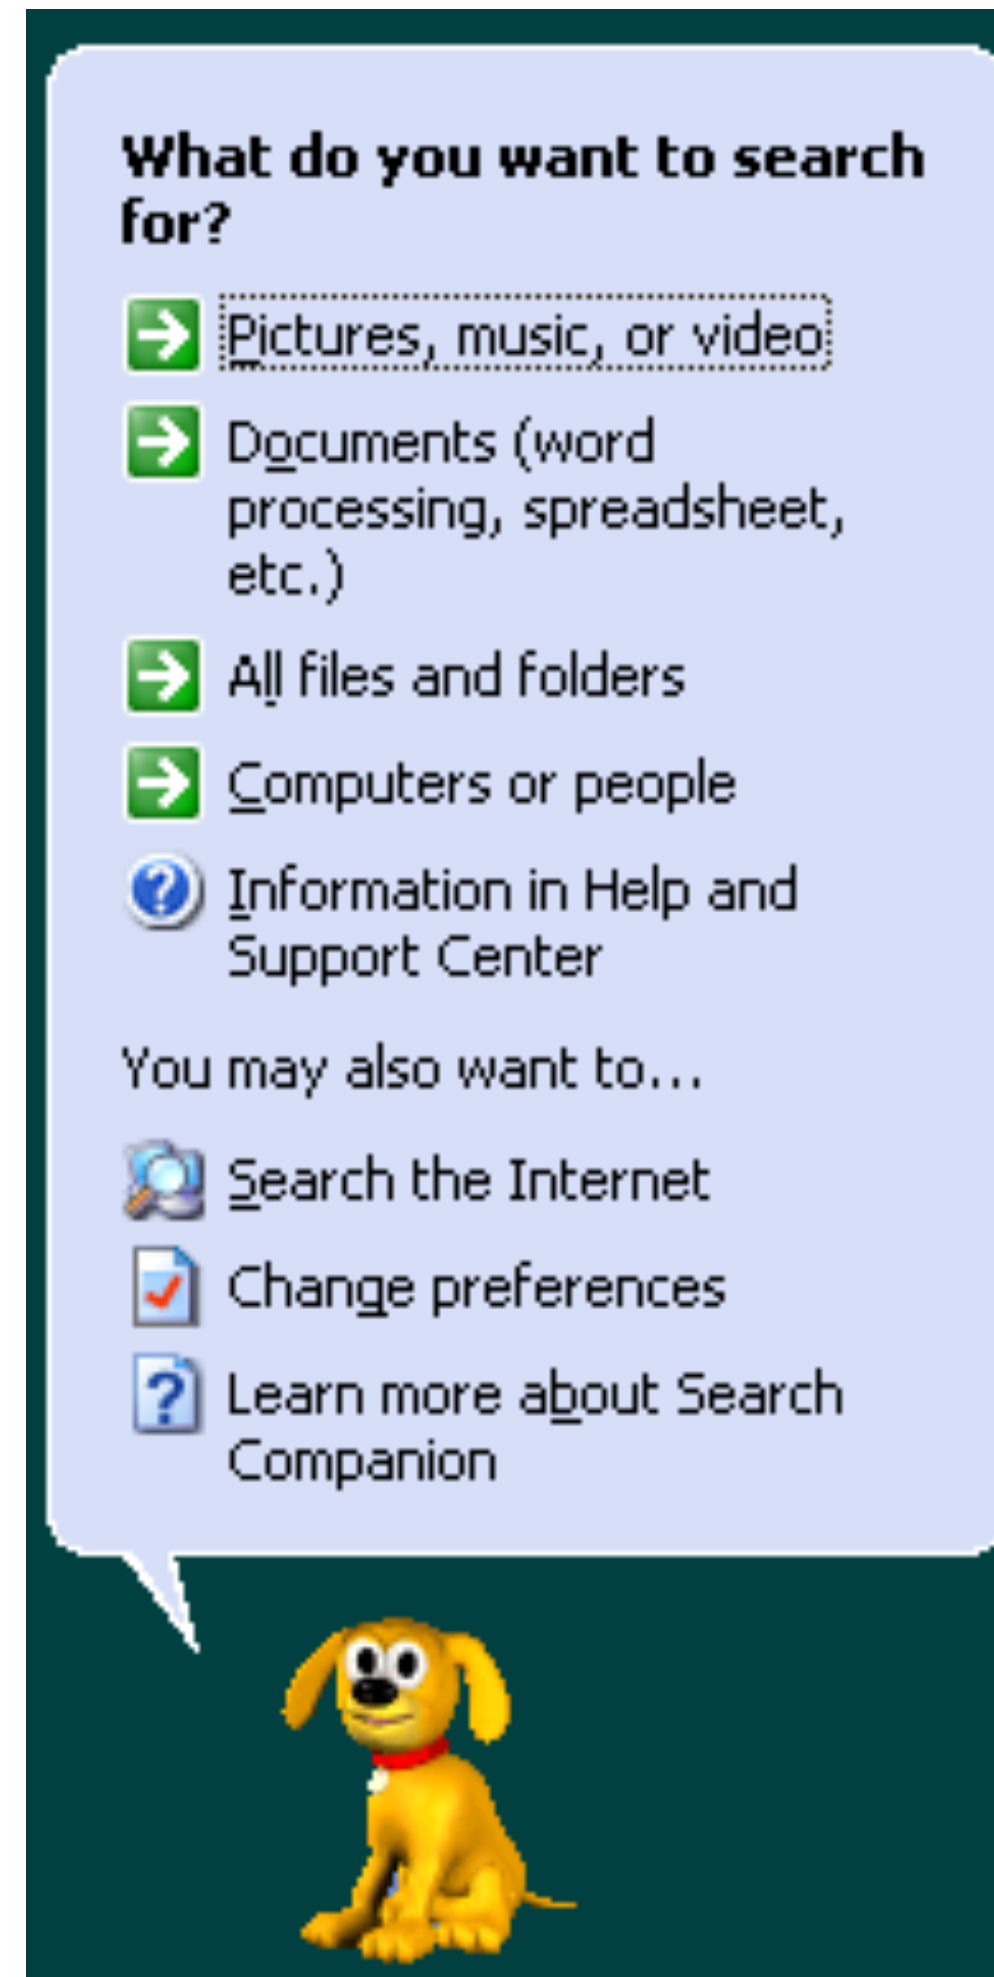 What do you want to search
for?
Pictures, music, or video
Documents (word
processing, spreadsheet,
etc.)
All files and folders
Computers or people
Information in Help and
Support Center
You may also want to...
Search the Internet
Change preferences
Learn more about Search
Companion